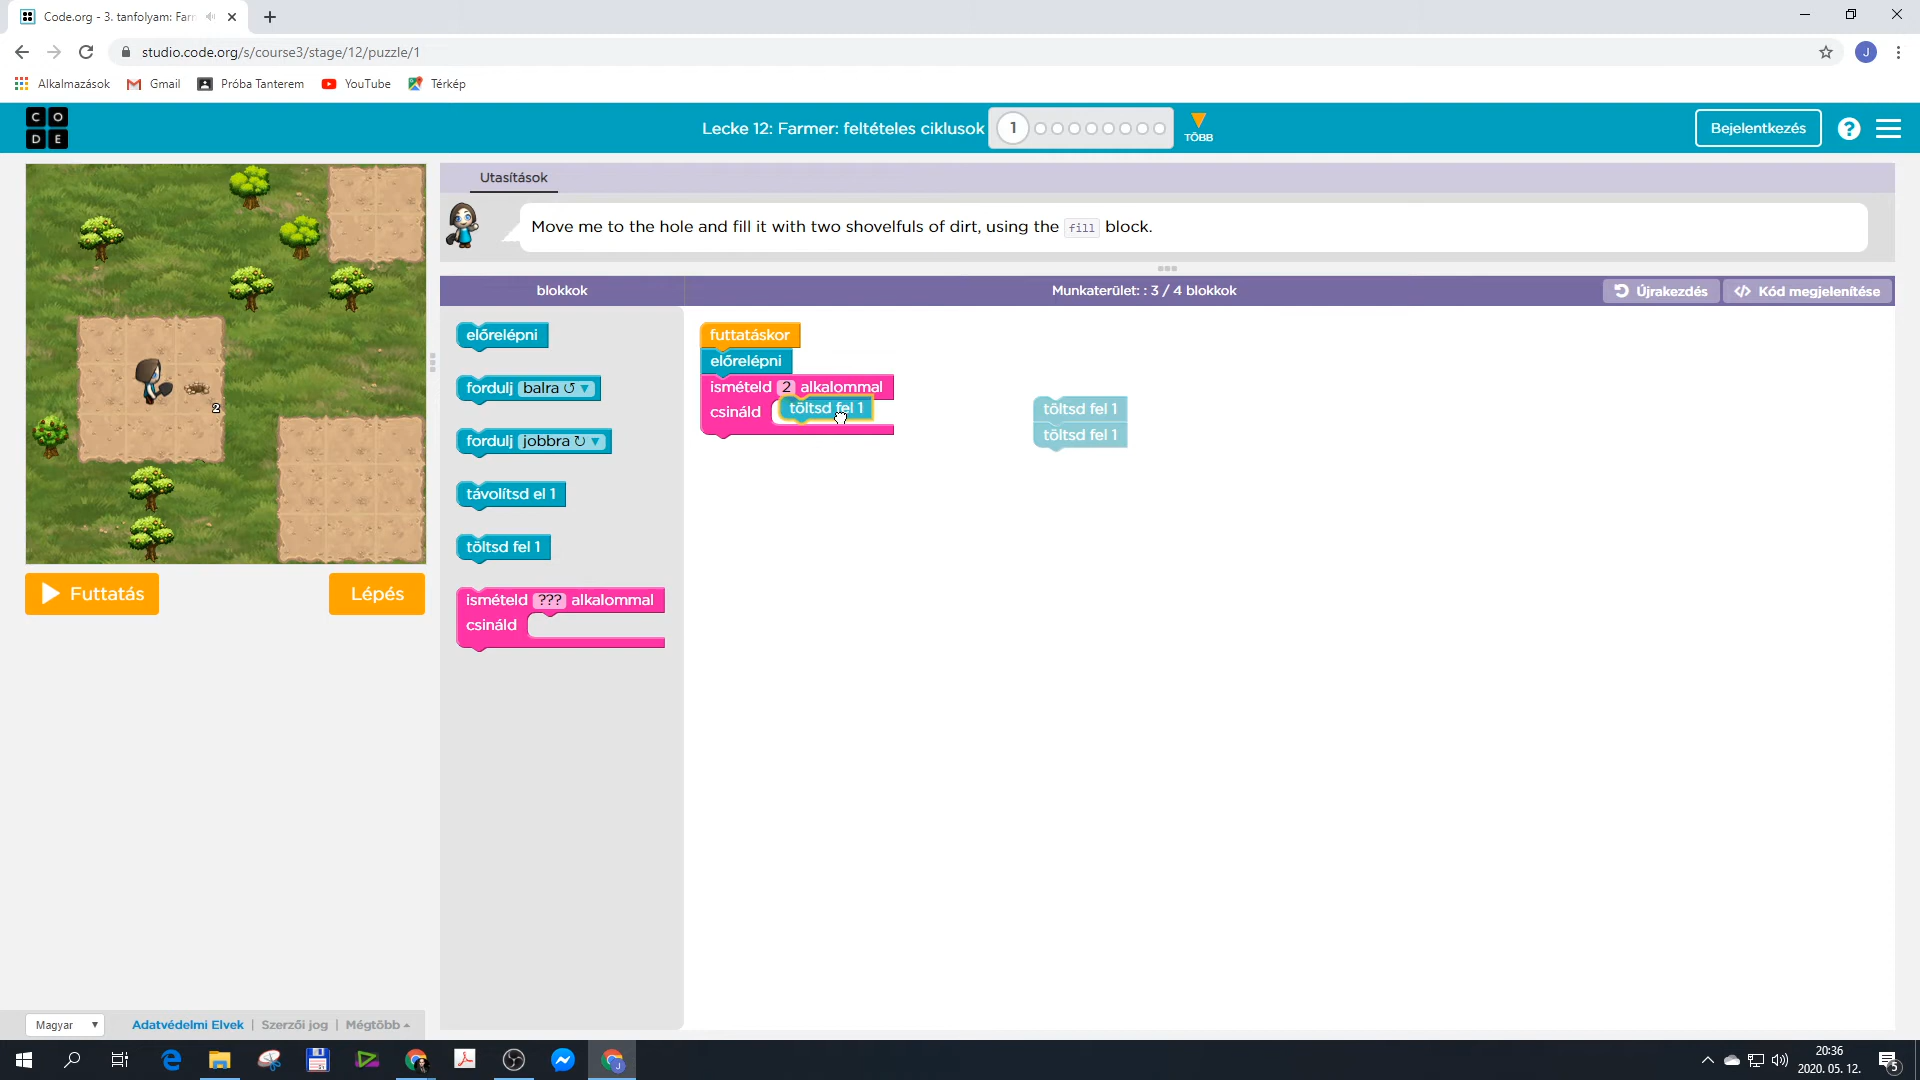 Code.org - 3. tanfolyam: Farm
studio.code.org/s/course3/stage/12/puzzle/1
J
Alkalmazások
Gmail
Próba Tanterem
YouTube
Térkép
C O
D E
Lecke 12: Farmer: feltételes ciklusok
1
TÖBB
Bejelentkezés
?
Utasítások
Move me to the hole and fill it with two shovelfuls of dirt, using the fill block.
blokkok
Munkaterület: : 3 / 4 blokkok
Újrakezdés
Kód megjelenítése
előrelépni
fordulj balra
fordulj jobbra
távolítsd el 1
töltsd fel 1
ismételd ??? alkalommal
csináld
futtatáskor
előrelépni
ismételd 2 alkalommal
csináld
töltsd fel 1
töltsd fel 1
töltsd fel 1
2
Futtatás
Lépés
Magyar
Adatvédelmi Elvek | Szerzői jog | Mégtöbb
20:36
2020. 05. 12.
5